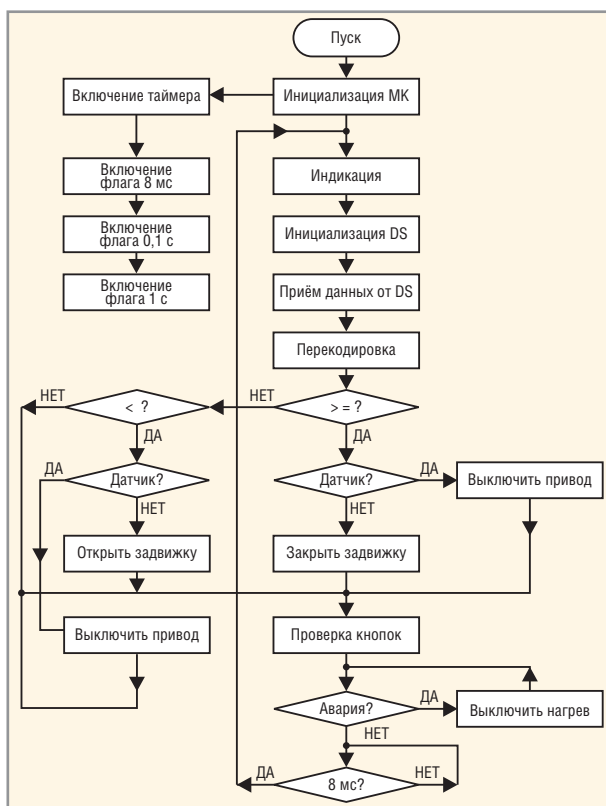 Пуск
Включение таймера
Инициализация МК
Включение
флага 8 мс
Индикация
Включение
флага 0,1 с
Инициализация DS
Включение
флага 1 с
Приём данных от DS
Перекодировка
НЕТ
< ?
НЕТ
> = ?
ДА
ДА
ДА
Датчик?
Датчик?
ДА
Выключить привод
НЕТ
НЕТ
Открыть задвижку
Закрыть задвижку
Выключить привод
Проверка кнопок
Авария?
ДА
Выключить нагрев
НЕТ
ДА
8 мс?
НЕТ